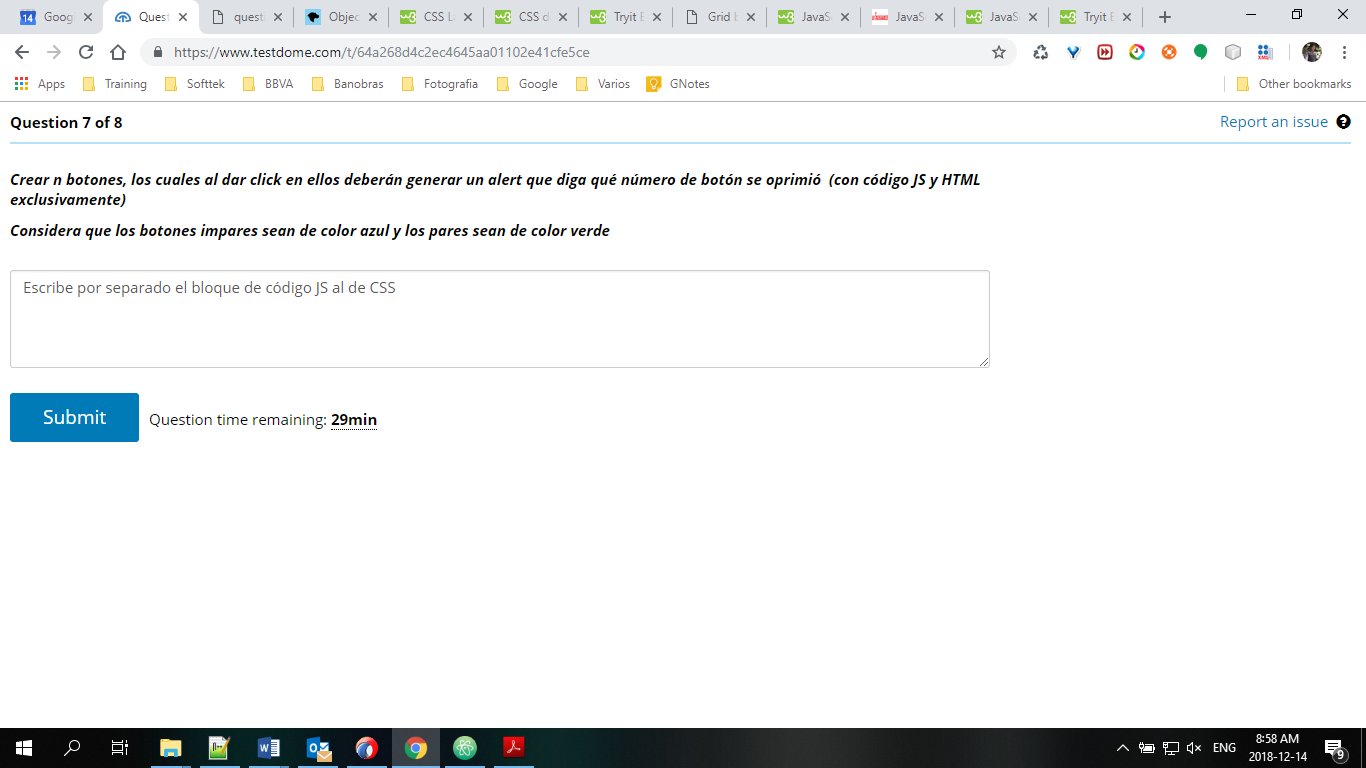 14 Goog Quest quest Objec CSS L CSS d Tryit E Grid L JavaS JavaS JavaS Tryit E
https://www.testdome.com/t/64a268d4c2ec4645aa01102e41cfe5ce
Apps Training Softtek BBVA Banobras Fotografia Google Varios GNotes Other bookmarks
Question 7 of 8 Report an issue
Crear n botones, los cuales al dar click en ellos deberán generar un alert que diga qué número de botón se oprimió (con código JS y HTML
exclusivamente)
Considera que los botones impares sean de color azul y los pares sean de color verde
Escribe por separado el bloque de código JS al de CSS
Submit Question time remaining: 29min
ENG 8:58 AM
2018-12-14 9